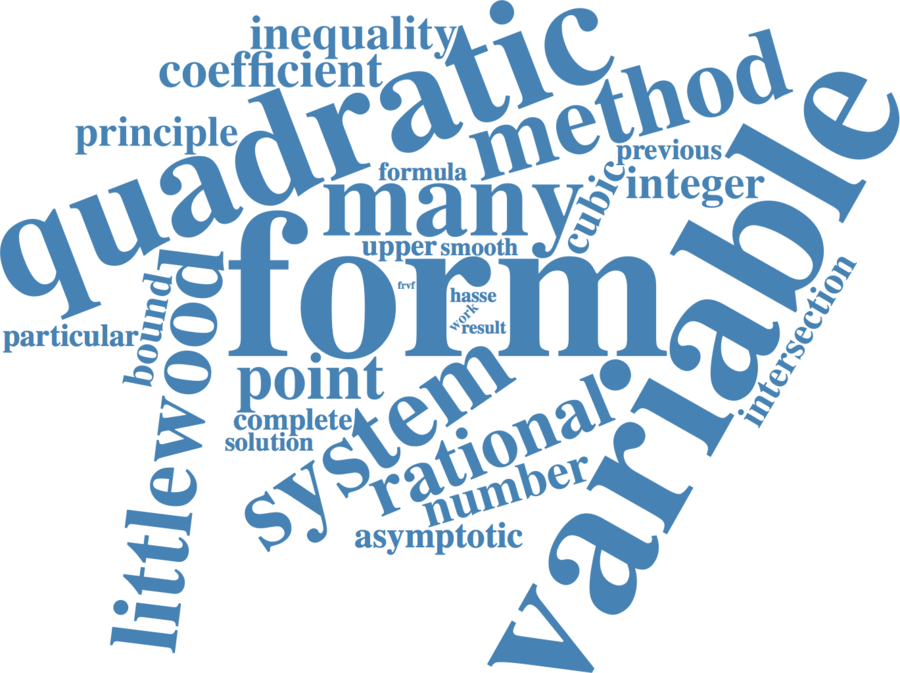 inequality
coefficient
quadratic
method
principle
previous
formula
many
cubic
integer
variable
upper
smooth
form
frvf
hasse
work
result
littlewood
bound
particular
intersection
point
system
complete
solution
rational
number
asymptotic